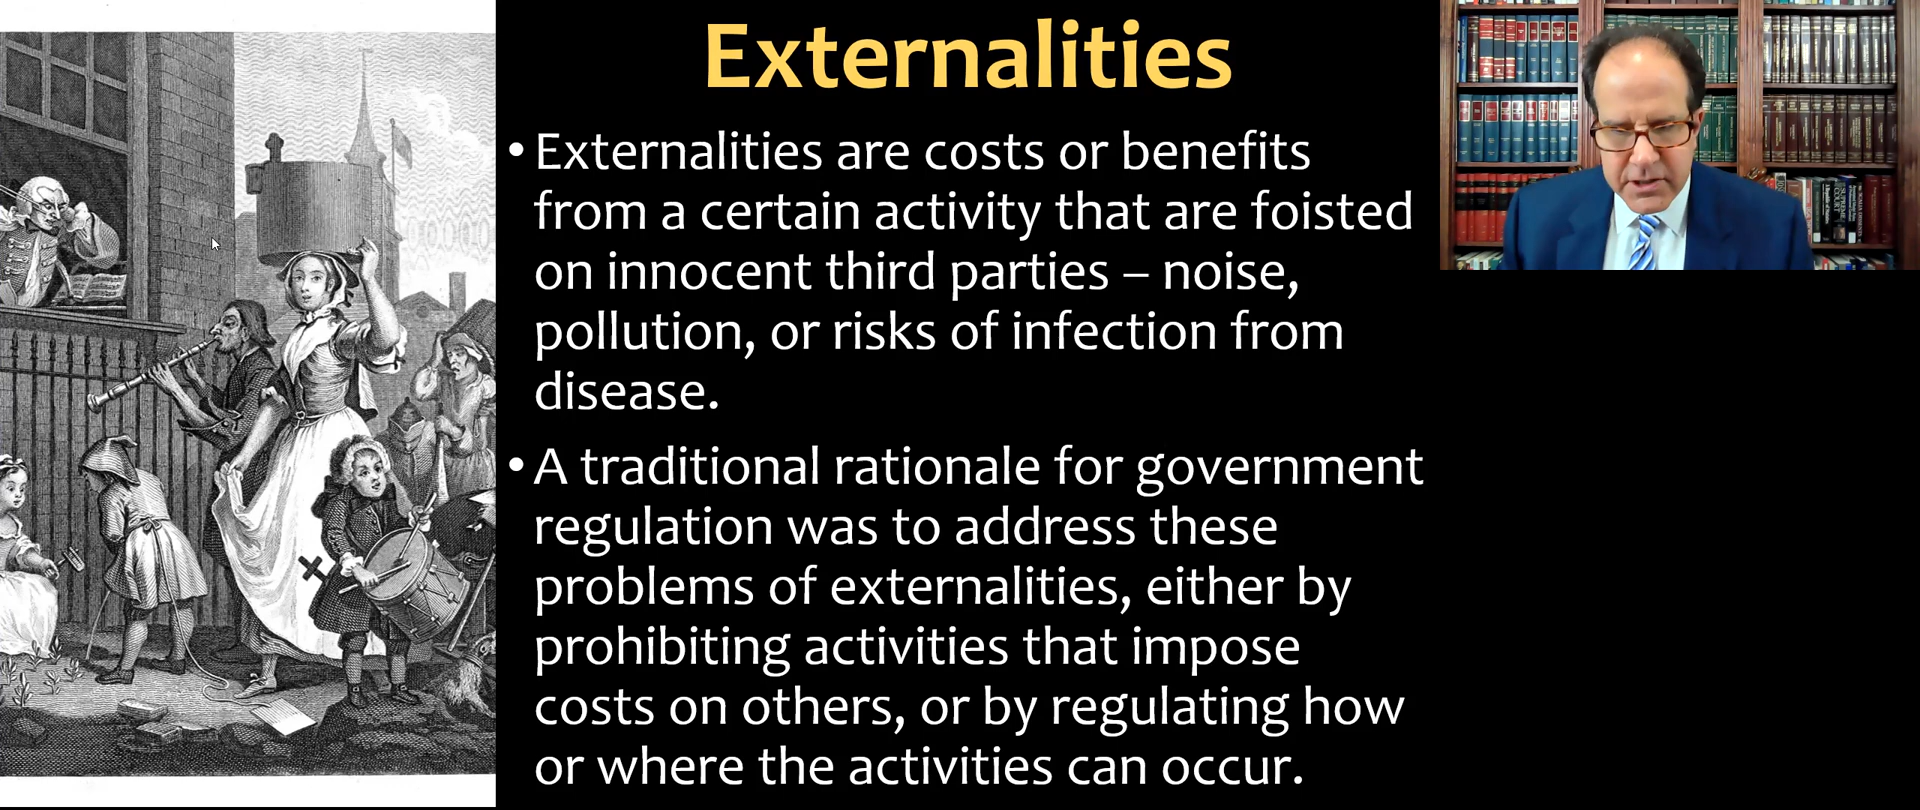 Externalities
• Externalities are costs or benefits
from a certain activity that are foisted
on innocent third parties – noise,
pollution, or risks of infection from
disease.
• A traditional rationale for government
regulation was to address these
problems of externalities, either by
prohibiting activities that impose
costs on others, or by regulating how
or where the activities can occur.